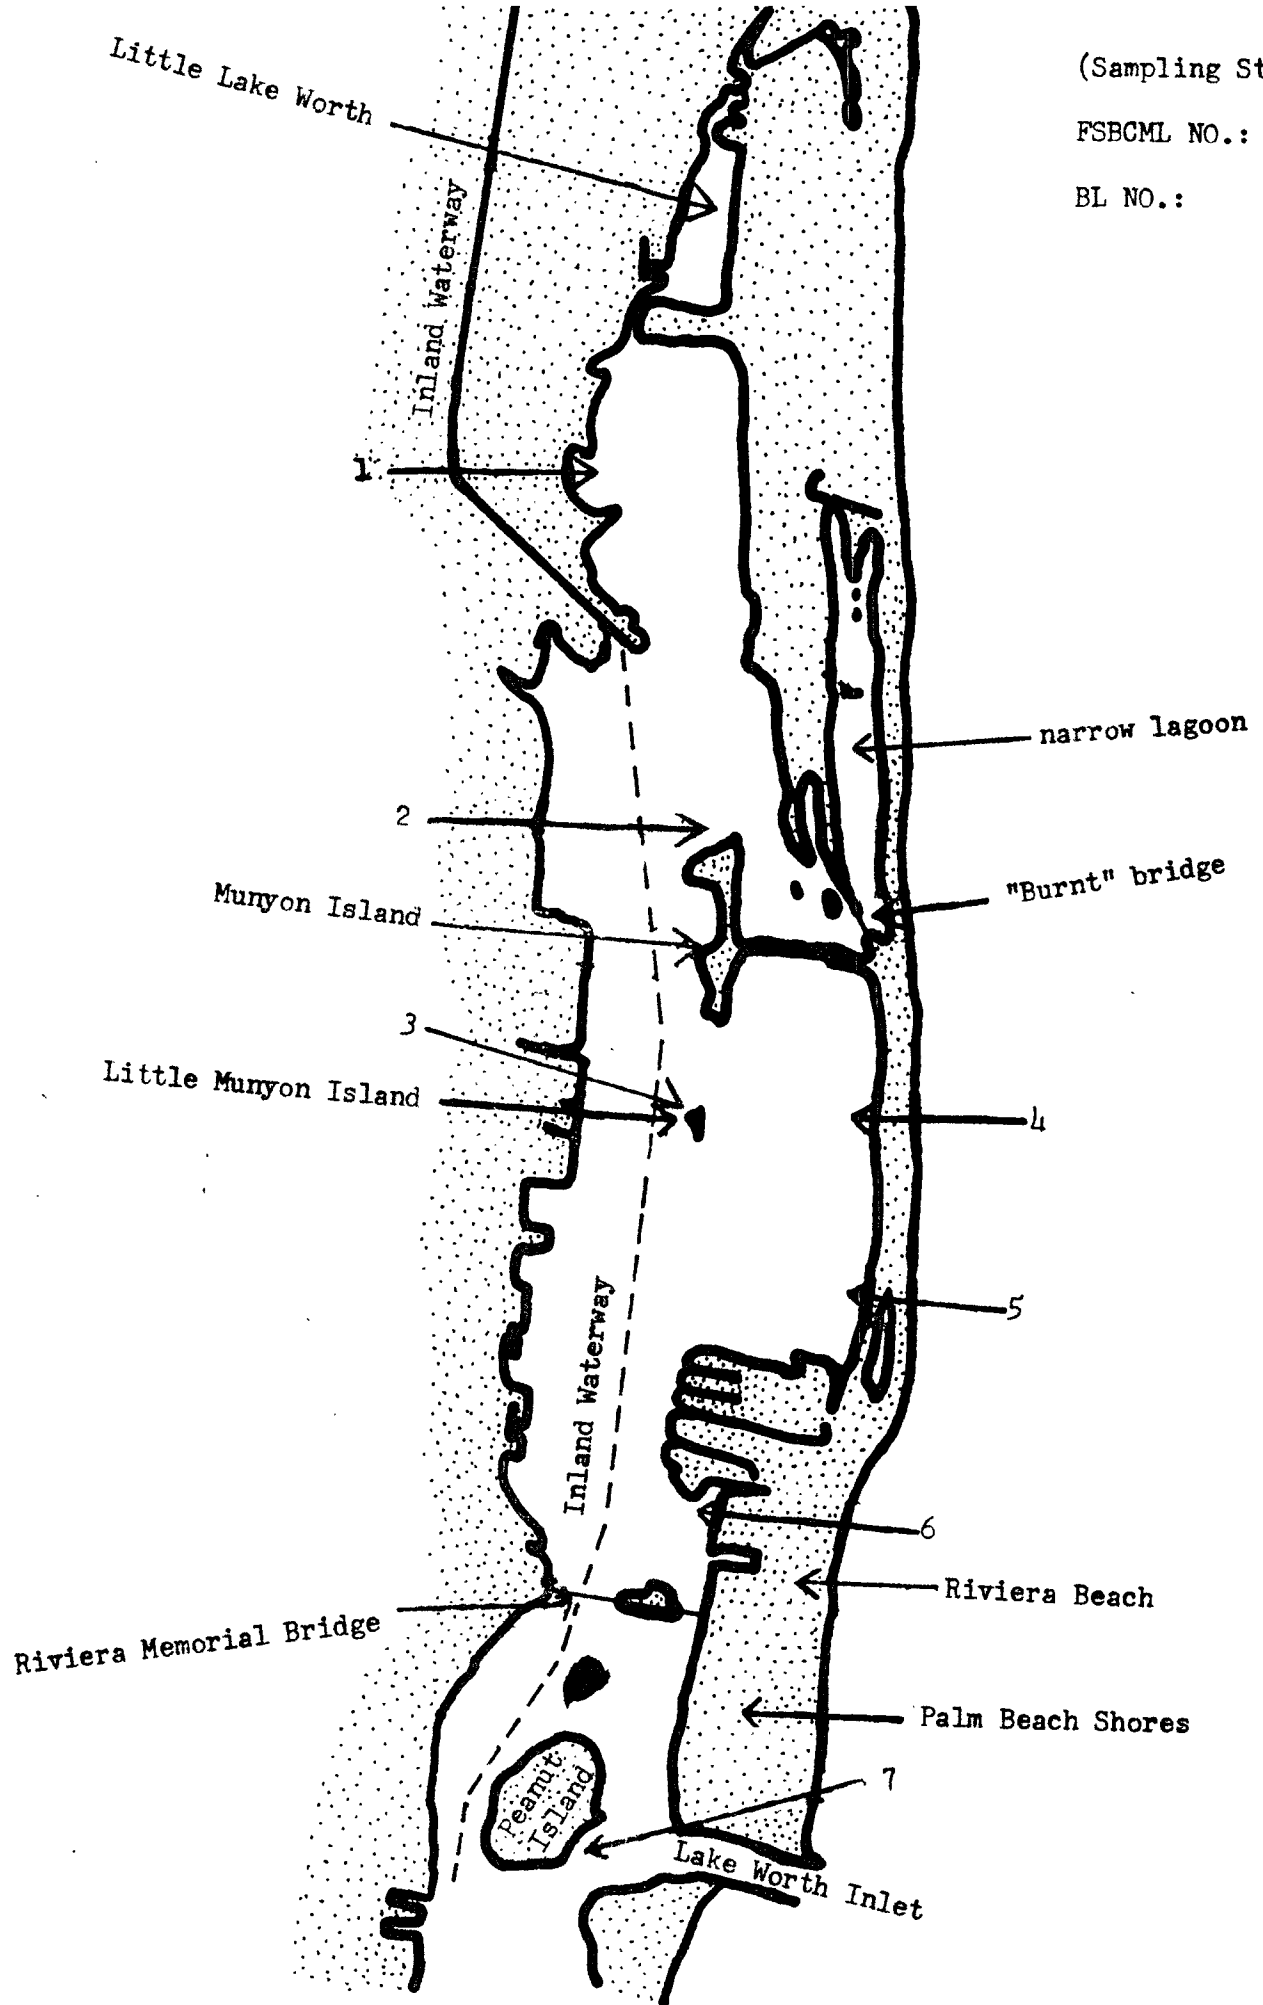 Little Lake Worth
(Sampling St
FSBCML NO.:
BL NO.:
Inland Waterway
1
narrow lagoon
2
"Burnt" bridge
Munyon Island
3
Little Munyon Island
4
5
Inland Waterway
6
Riviera Beach
Riviera Memorial Bridge
Palm Beach Shores
7
Peanut
Island
Lake Worth Inlet